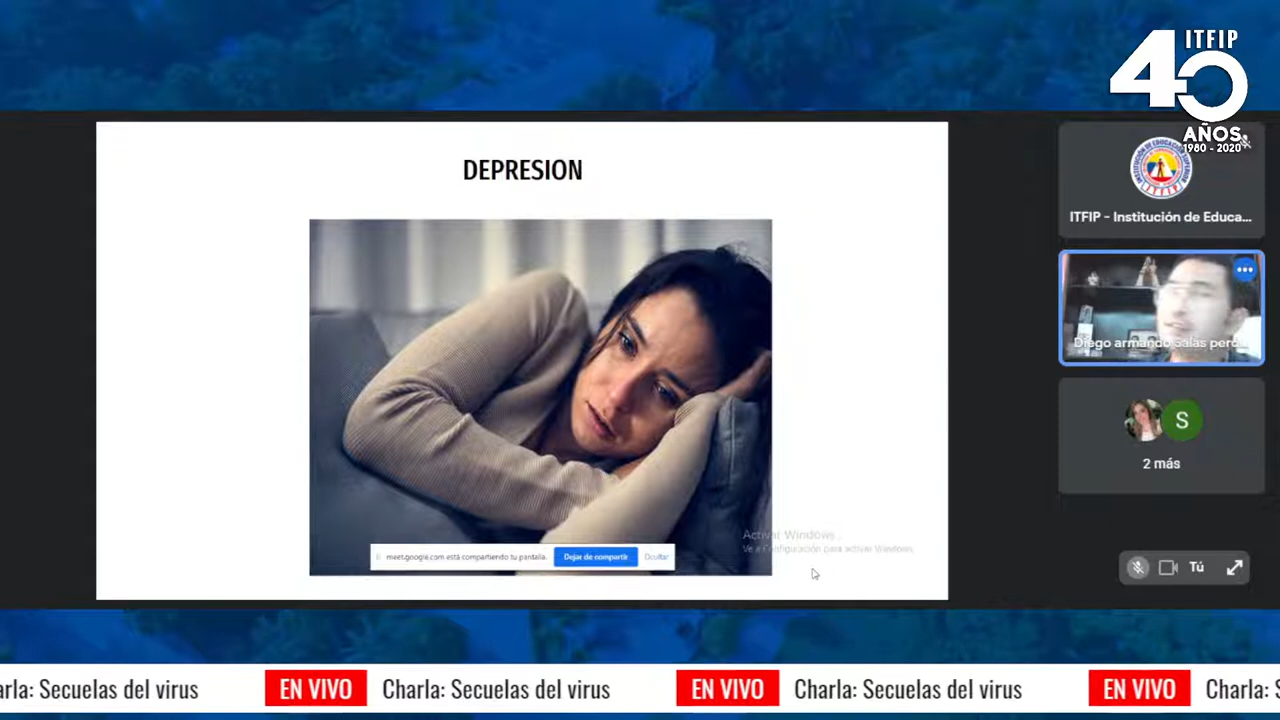 ITFIP
40
AÑOS
1980 - 2020
DEPRESION
ITFIP - Institución de Educa...
Diego armando Salas perd...
S
2 más
Activar Windows
Ve a Configuración para activar Windows.
meet.google.com está compartiendo tu pantalla.
Dejar de compartir
Ocultar
Tú
arla: Secuelas del virus
EN VIVO
Charla: Secuelas del virus
EN VIVO
Charla: Secuelas del virus
EN VIVO
Charla: S